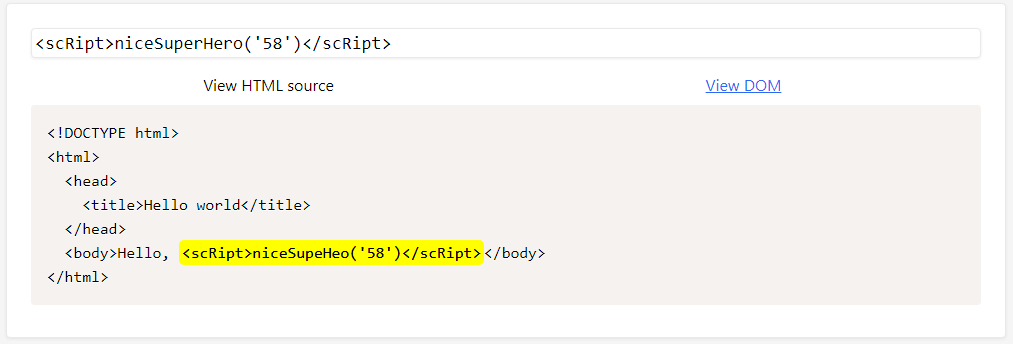 <scRipt>niceSuperHero('58')</scRipt>
View HTML source
View DOM
<!DOCTYPE html>
<html>
  <head>
    <title>Hello world</title>
  </head>
  <body>Hello, <scRipt>niceSupeHeo('58')</scRipt></body>
</html>